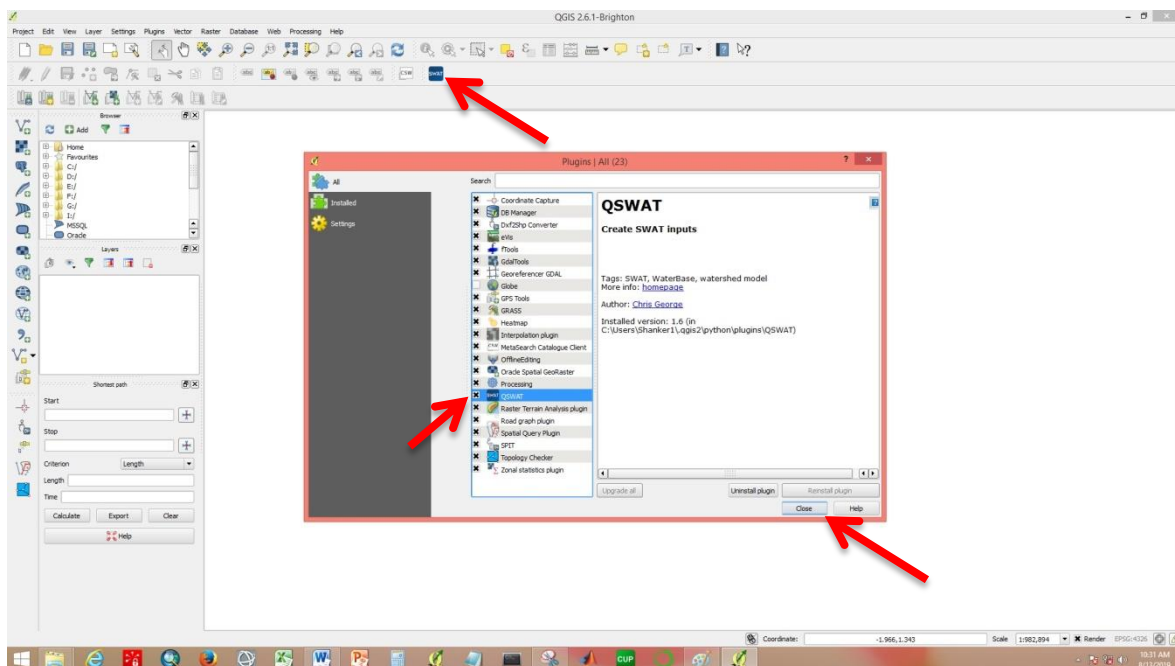 QGIS 2.6.1-Brighton
Project Edit View Layer Settings Plugins Vector Raster Database Web Processing Help
CSW SWAT
Browser
Add
Home
Favourites
C:/
D:/
E:/
F:/
G:/
I:/
MSSQL
Oracle
Layers
Shortest path
Start
Stop
Criterion Length
Length
Time
Calculate Export Clear
Help
Plugins | All (23)
All
Installed
Settings
Search
Coordinate Capture
DB Manager
Dxf2Shp Converter
eVis
fTools
GdalTools
Georeferencer GDAL
Globe
GPS Tools
GRASS
Heatmap
Interpolation plugin
MetaSearch Catalogue Client
OfflineEditing
Oracle Spatial GeoRaster
Processing
QSWAT
Raster Terrain Analysis plugin
Road graph plugin
Spatial Query Plugin
SPIT
Topology Checker
Zonal statistics plugin
QSWAT
Create SWAT inputs
Tags: SWAT, WaterBase, watershed model
More info: homepage
Author: Chris George
Installed version: 1.6 (in
C:\Users\Shanker1\.qgis2\python\plugins\QSWAT)
Upgrade all Uninstall plugin Reinstall plugin
Close Help
Coordinate: -1.966,1.343 Scale 1:982,894 Render EPSG:4326
CUP
10:31 AM